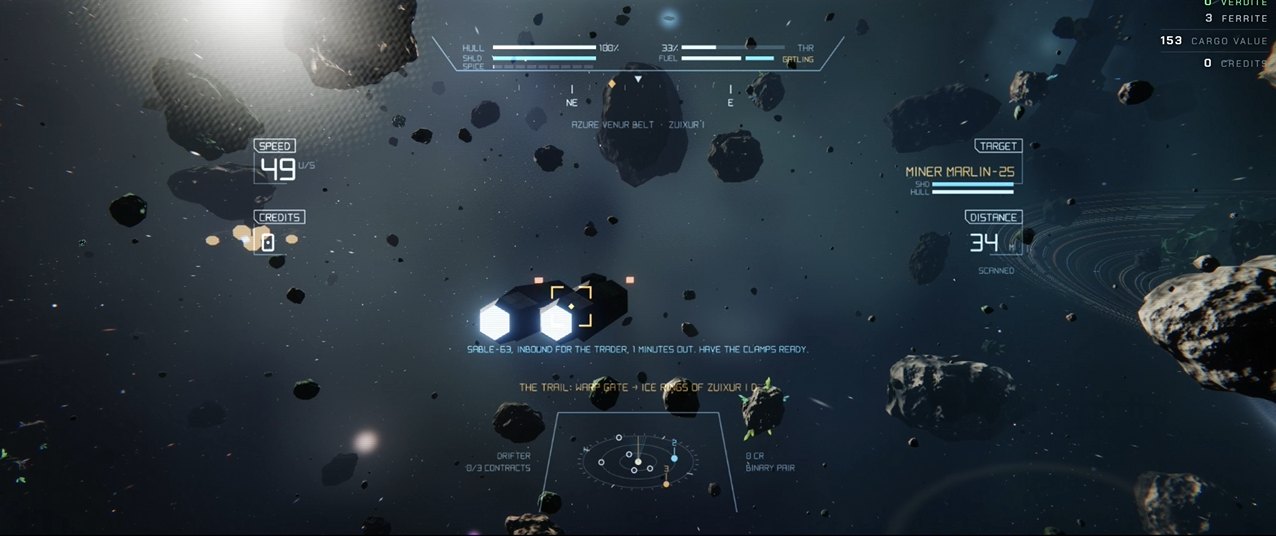 0 VERDITE
3 FERRITE
153 CARGO VALUE
0 CREDITS
HULL 100% 33% THR
SHLD FUEL GATLING
SPICE
NE E
AZURE VENUR BELT · ZUIXUR I
SPEED
49 U/S
CREDITS
0
TARGET
MINER MARLIN-25
SHD
HULL
DISTANCE
34 M
SCANNED
SABLE-63, INBOUND FOR THE TRADER, 1 MINUTES OUT. HAVE THE CLAMPS READY.
THE TRAIL: WARP GATE → ICE RINGS OF ZUIXUR I
DRIFTER
0/3 CONTRACTS
1
2
3
0 CR
BINARY PAIR